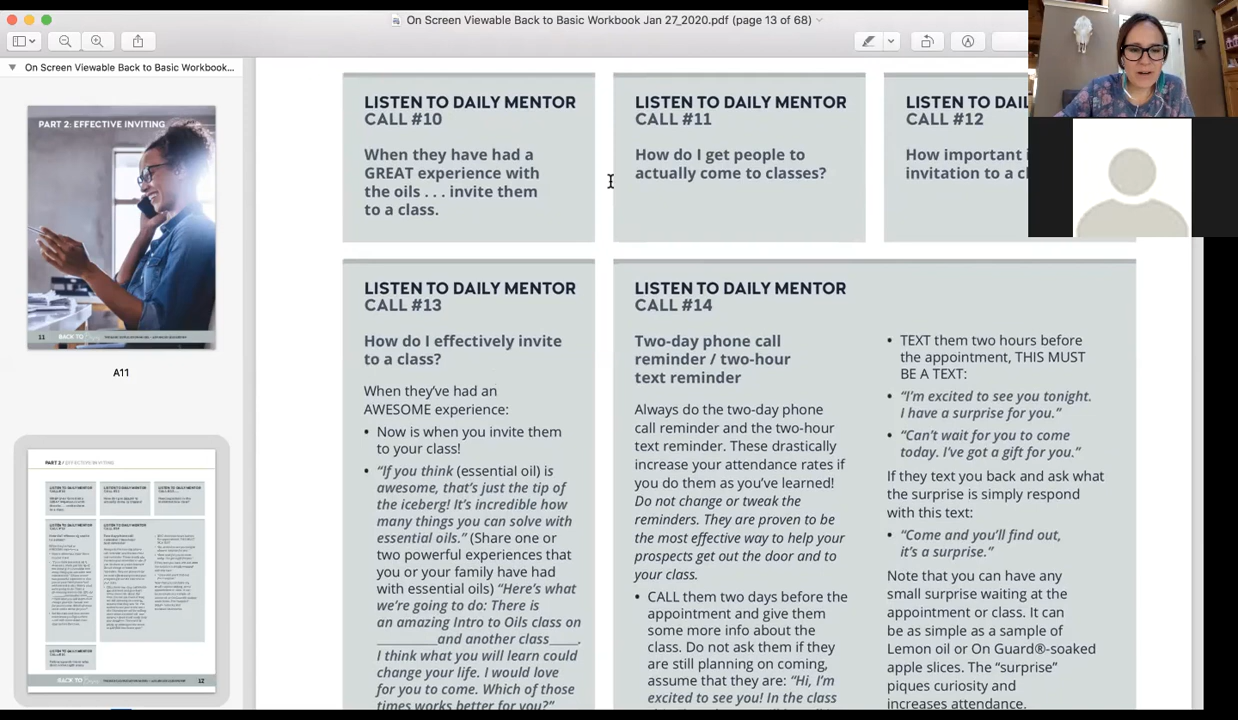 On Screen Viewable Back to Basic Workbook Jan 27_2020.pdf (page 13 of 68)
On Screen Viewable Back to Basic Workbook...
PART 2: EFFECTIVE INVITING
11
BACK TO
A11
12
BACK TO
LISTEN TO DAILY MENTOR
CALL #10
When they have had a
GREAT experience with
the oils . . . invite them
to a class.
LISTEN TO DAILY MENTOR
CALL #11
How do I get people to
actually come to classes?
LISTEN TO DAIL
CALL #12
How important i
invitation to a cl
LISTEN TO DAILY MENTOR
CALL #13
How do I effectively invite
to a class?
When they’ve had an
AWESOME experience:
• Now is when you invite them
to your class!
• “If you think (essential oil) is
awesome, that’s just the tip of
the iceberg! It’s incredible how
many things you can solve with
essential oils.” (Share one or
two powerful experiences that
you or your family have had
with essential oils) “Here’s what
we’re going to do: There is
an amazing Intro to Oils class on
______and another class____.
I think what you will learn could
change your life. I would love
for you to come. Which of those
times works better for you?”
LISTEN TO DAILY MENTOR
CALL #14
Two-day phone call
reminder / two-hour
text reminder
Always do the two-day phone
call reminder and the two-hour
text reminder. These drastically
increase your attendance rates if
you do them as you’ve learned!
Do not change or tweak the
reminders. They are proven to be
the most effective way to help your
prospects get out the door and to
your class.
• CALL them two days before the
appointment and give them
some more info about the
class. Do not ask them if they
are still planning on coming,
assume that they are: “Hi, I’m
excited to see you! In the class
• TEXT them two hours before
the appointment, THIS MUST
BE A TEXT:
• “I’m excited to see you tonight.
I have a surprise for you.”
• “Can’t wait for you to come
today. I’ve got a gift for you.”
If they text you back and ask what
the surprise is simply respond
with this text:
• “Come and you’ll find out,
it’s a surprise.”
Note that you can have any
small surprise waiting at the
appointment or class. It can
be as simple as a sample of
Lemon oil or On Guard®-soaked
apple slices. The “surprise”
piques curiosity and
increases attendance.